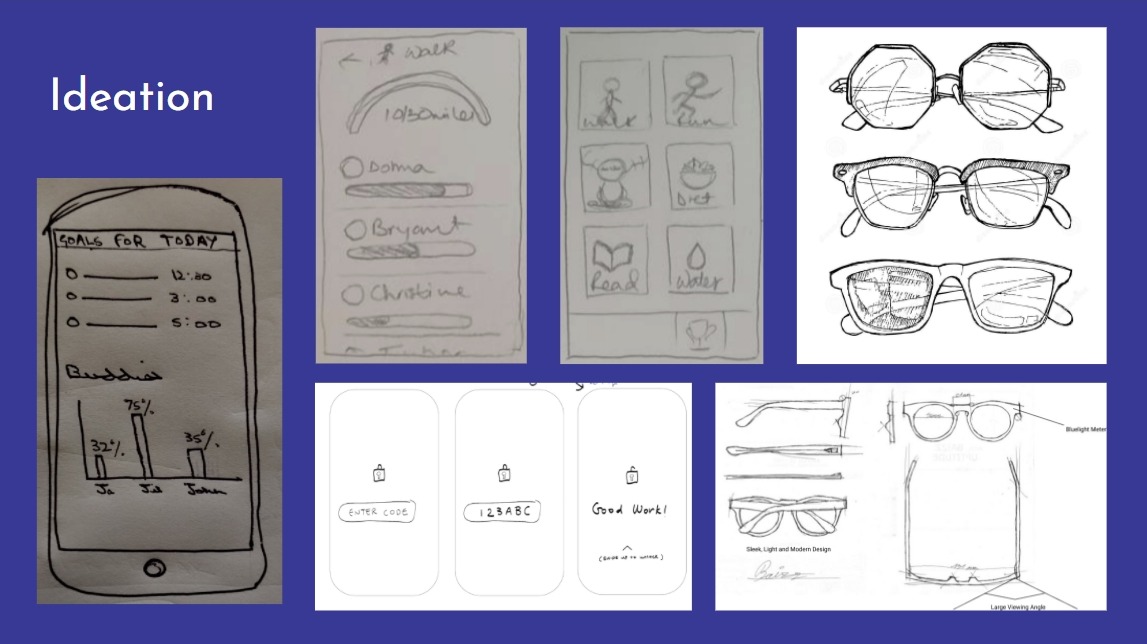 Ideation
GOALS FOR TODAY
12:30
3:00
5:00
Buddies
32%
75%
35%
Ja
Jil
John
← Walk
10/30 miles
Donna
Bryant
Christine
Walk
Run
Diet
Read
Water
ENTER CODE
123ABC
Good Work!
(SWIPE UP TO UNLOCK)
Bluelight Meter
Sleek, Light and Modern Design
Large Viewing Angle